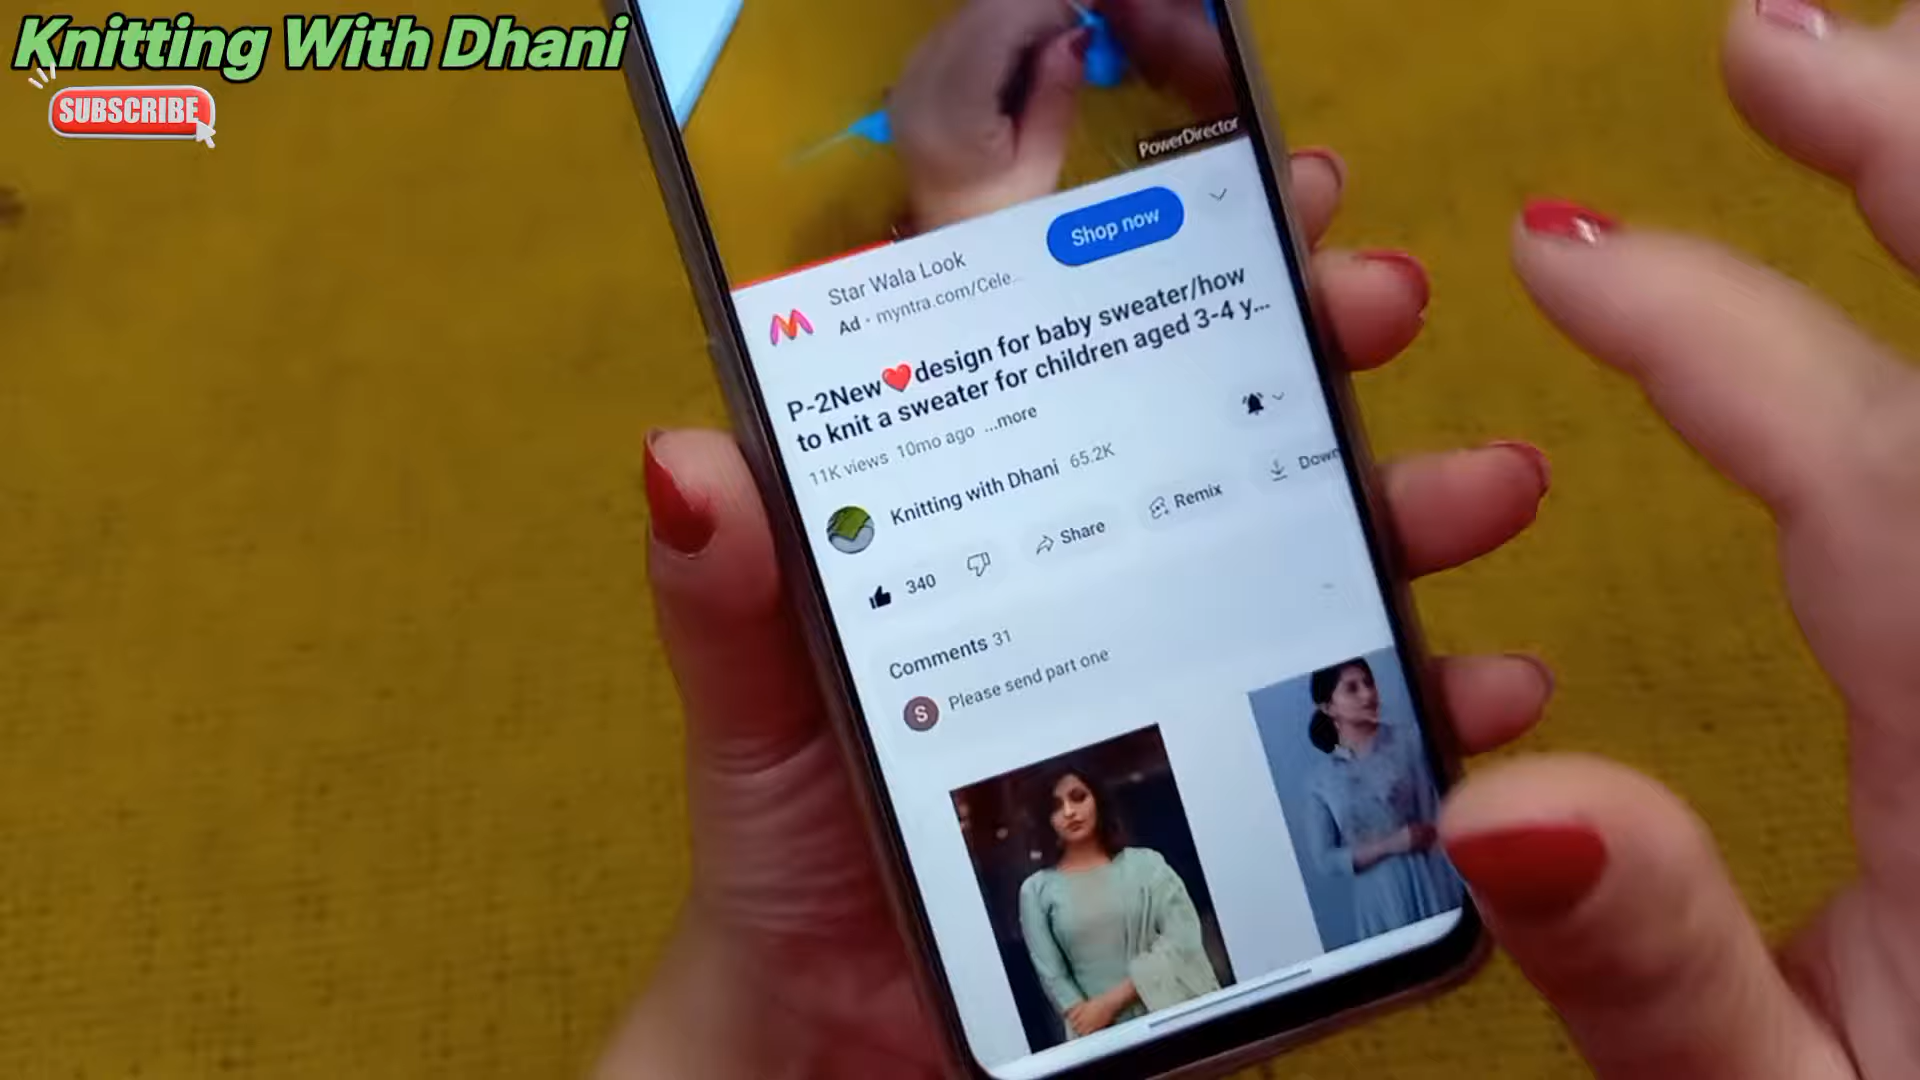 Knitting With Dhani
SUBSCRIBE
PowerDirector
Star Wala Look
Shop now
Ad · myntra.com/Cele...
P-2New❤️design for baby sweater/how
to knit a sweater for children aged 3-4 y...
11K views 10mo ago ...more
Knitting with Dhani 65.2K
340
Share
Remix
Down
Comments 31
S
Please send part one